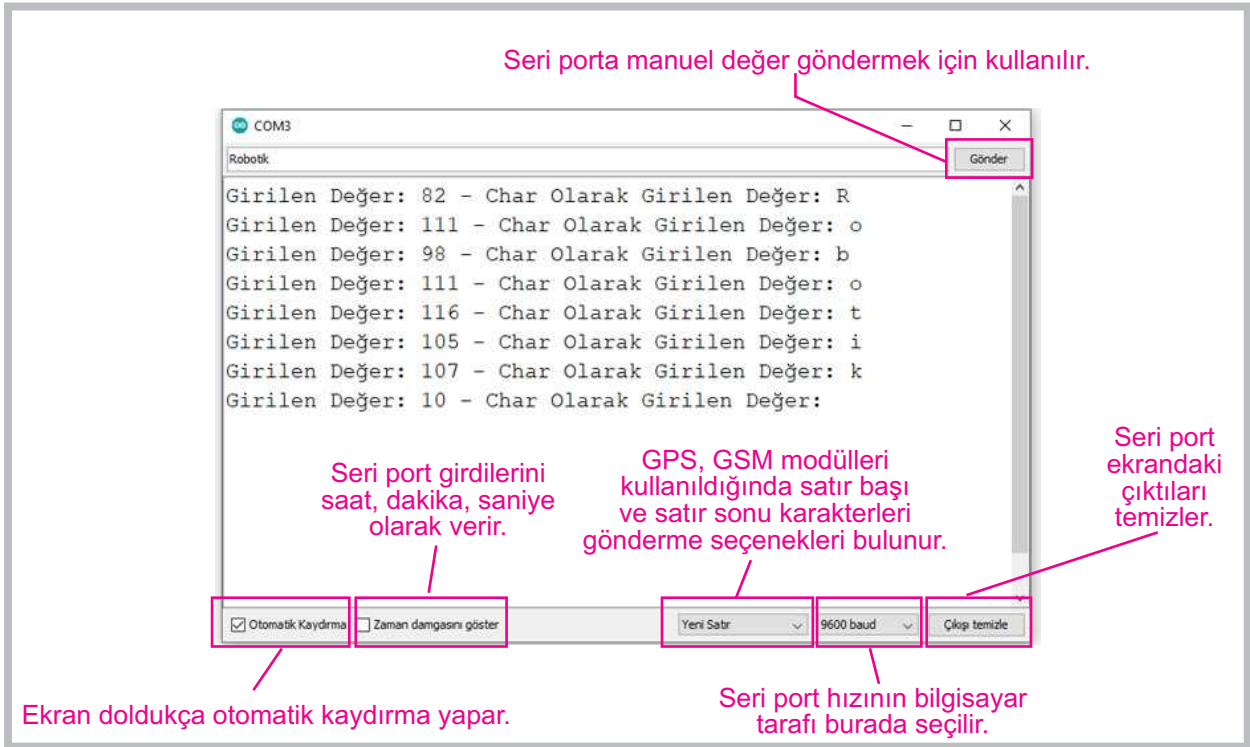 Seri porta manuel değer göndermek için kullanılır.
COM3
Robotik
Gönder
Girilen Değer: 82 - Char Olarak Girilen Değer: R
Girilen Değer: 111 - Char Olarak Girilen Değer: o
Girilen Değer: 98 - Char Olarak Girilen Değer: b
Girilen Değer: 111 - Char Olarak Girilen Değer: o
Girilen Değer: 116 - Char Olarak Girilen Değer: t
Girilen Değer: 105 - Char Olarak Girilen Değer: i
Girilen Değer: 107 - Char Olarak Girilen Değer: k
Girilen Değer: 10 - Char Olarak Girilen Değer:
Seri port girdilerini
saat, dakika, saniye
olarak verir.
GPS, GSM modülleri
kullanıldığında satır başı
ve satır sonu karakterleri
gönderme seçenekleri bulunur.
Seri port
ekrandaki
çıktıları
temizler.
Otomatik Kaydırma
Zaman damgasını göster
Yeni Satır
9600 baud
Çıkışı temizle
Ekran doldukça otomatik kaydırma yapar.
Seri port hızının bilgisayar
tarafı burada seçilir.